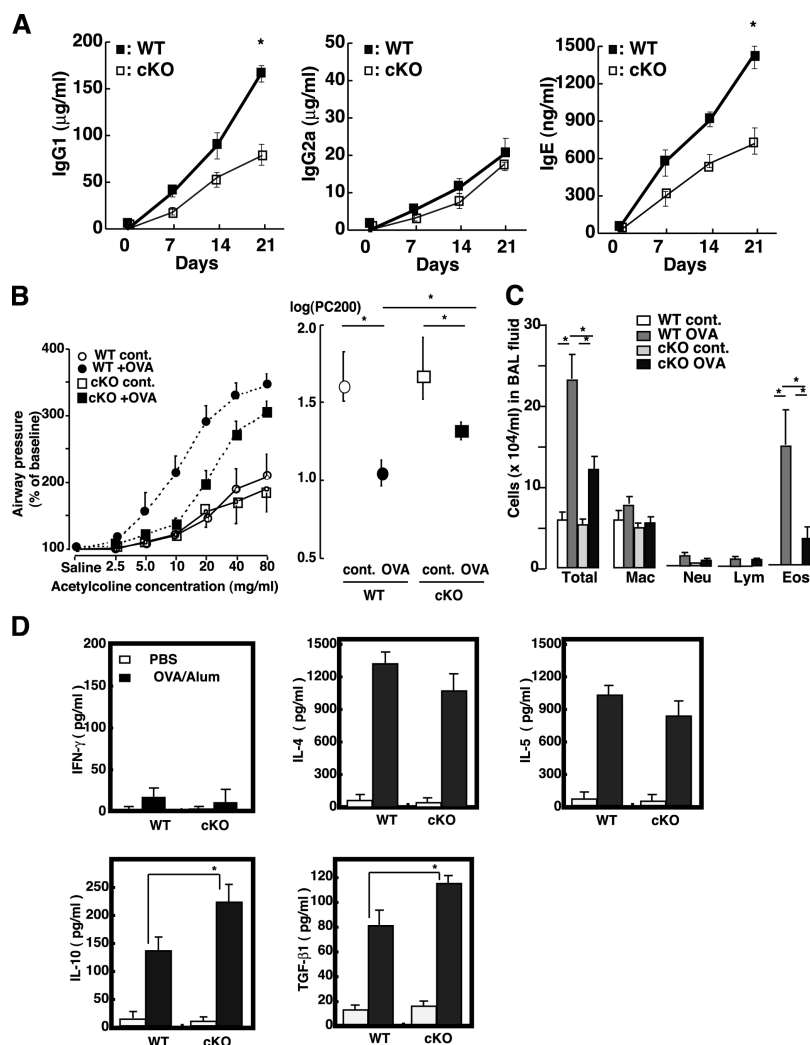 A
IgG1 (µg/ml)
200
150
100
50
0
■: WT
□: cKO
*
0 7 14 21
Days
IgG2a (µg/ml)
50
40
30
20
10
0
■: WT
□: cKO
0 7 14 21
Days
IgE (ng/ml)
1500
1200
900
600
300
0
■: WT
□: cKO
*
0 7 14 21
Days
B
Airway pressure
(% of baseline)
400
300
200
100
WT cont.
WT +OVA
cKO cont.
cKO +OVA
Saline 2.5 5.0 10 20 40 80
Acetylcoline concentration (mg/ml)
log(PC200)
2.0
1.5
1.0
0.5
*
* *
cont. OVA cont. OVA
WT cKO
C
Cells (x 10⁴/ml) in BAL fluid
30
20
10
0
WT cont.
WT OVA
cKO cont.
cKO OVA
*
* *
*
* *
Total Mac Neu Lym Eos
D
IFN-γ ( pg/ml)
200
150
100
50
0
PBS
OVA/Alum
WT cKO
IL-4 ( pg/ml)
1500
1200
900
600
300
0
WT cKO
IL-5 ( pg/ml)
1500
1200
900
600
300
0
WT cKO
IL-10 ( pg/ml)
250
200
150
100
50
0
*
WT cKO
TGF-β1 ( pg/ml)
120
100
80
60
40
20
0
*
WT cKO